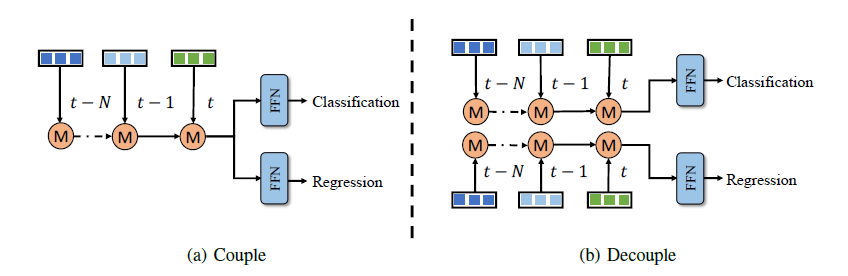 t − N t − 1 t
M M M
FFN
Classification
FFN
Regression
(a) Couple
t − N t − 1 t
M M M
FFN
Classification
M M M
t − N t − 1 t
FFN
Regression
(b) Decouple